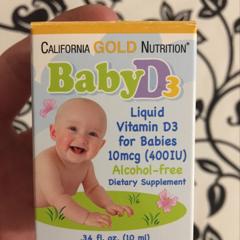 CALIFORNIA GOLD NUTRITION®
BabyD3
Liquid
Vitamin D3
for Babies
10mcg (400IU)
Alcohol-free
Dietary Supplement
.34 fl. oz. (10 ml)